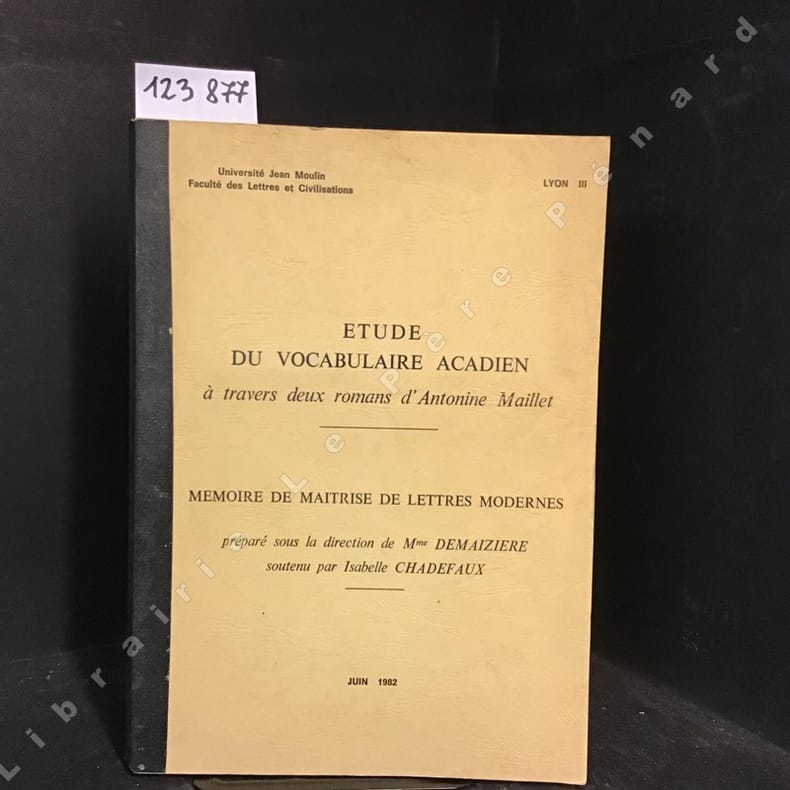 123 877
Université Jean Moulin
Faculté des Lettres et Civilisations
LYON III
ETUDE
DU VOCABULAIRE ACADIEN
à travers deux romans d'Antonine Maillet
MEMOIRE DE MAITRISE DE LETTRES MODERNES
préparé sous la direction de Mme DEMAIZIERE
soutenu par Isabelle CHADEFAUX
JUIN 1982
Librairie Le Père Pénard